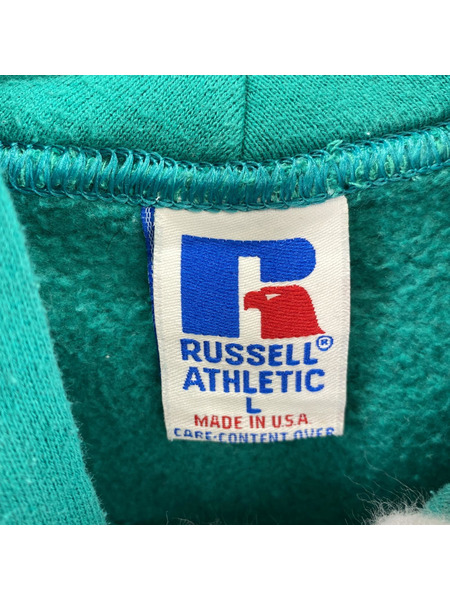 R
RUSSELL®
ATHLETIC
L
MADE IN U.S.A.
CARE-CONTENT OVER